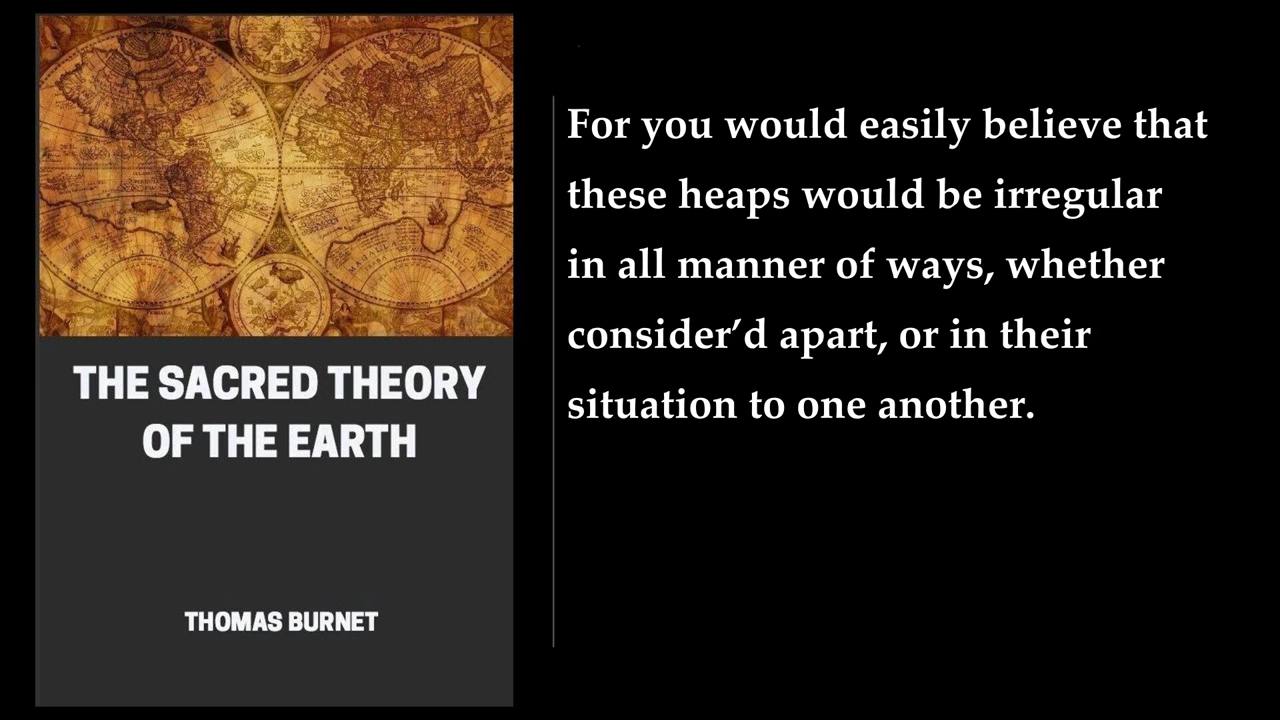 THE SACRED THEORY
OF THE EARTH
THOMAS BURNET
For you would easily believe that
these heaps would be irregular
in all manner of ways, whether
consider’d apart, or in their
situation to one another.